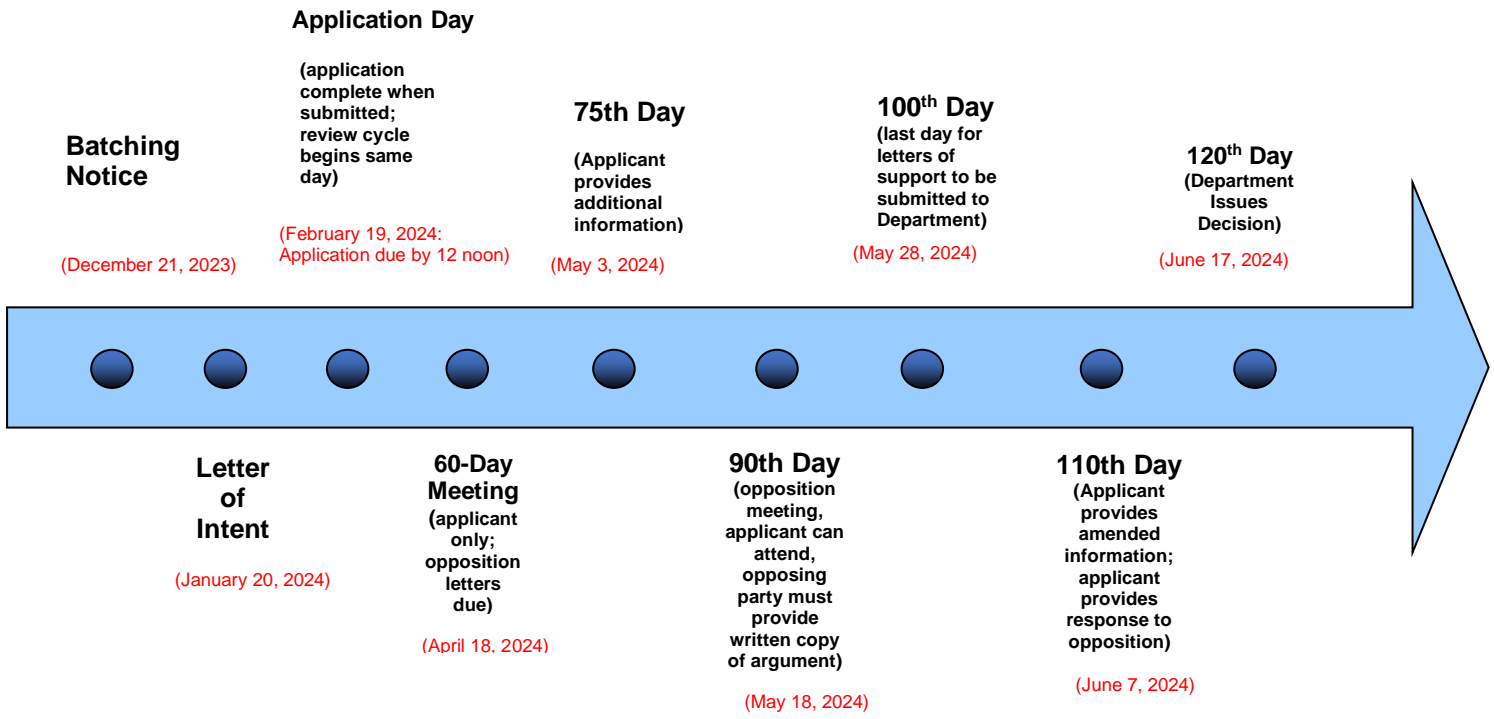 Application Day
(application
complete when
submitted;
review cycle
begins same
day)
(February 19, 2024:
Application due by 12 noon)
Batching
Notice
(December 21, 2023)
75th Day
(Applicant
provides
additional
information)
(May 3, 2024)
100th Day
(last day for
letters of
support to be
submitted to
Department)
(May 28, 2024)
120th Day
(Department
Issues
Decision)
(June 17, 2024)
Letter
of
Intent
(January 20, 2024)
60-Day
Meeting
(applicant
only;
opposition
letters
due)
(April 18, 2024)
90th Day
(opposition
meeting,
applicant can
attend,
opposing
party must
provide
written copy
of argument)
(May 18, 2024)
110th Day
(Applicant
provides
amended
information;
applicant
provides
response to
opposition)
(June 7, 2024)